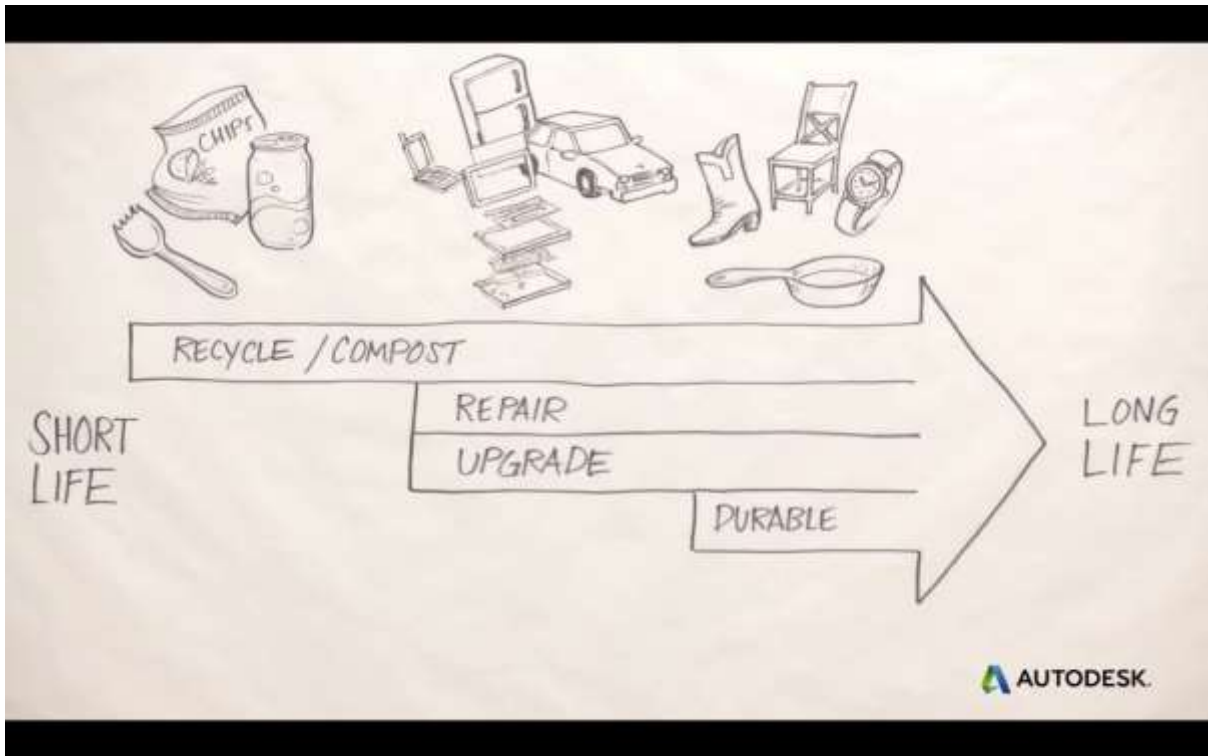 CHIPS
RECYCLE / COMPOST
REPAIR
UPGRADE
DURABLE
SHORT
LIFE
LONG
LIFE
AUTODESK.